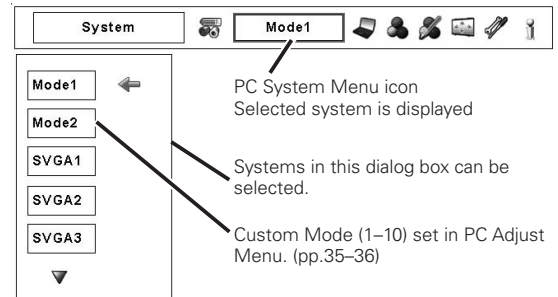 System
Mode1
PC System Menu icon
Selected system is displayed
Mode1
Mode2
SVGA1
SVGA2
SVGA3
Systems in this dialog box can be
selected.
Custom Mode (1–10) set in PC Adjust
Menu. (pp.35–36)